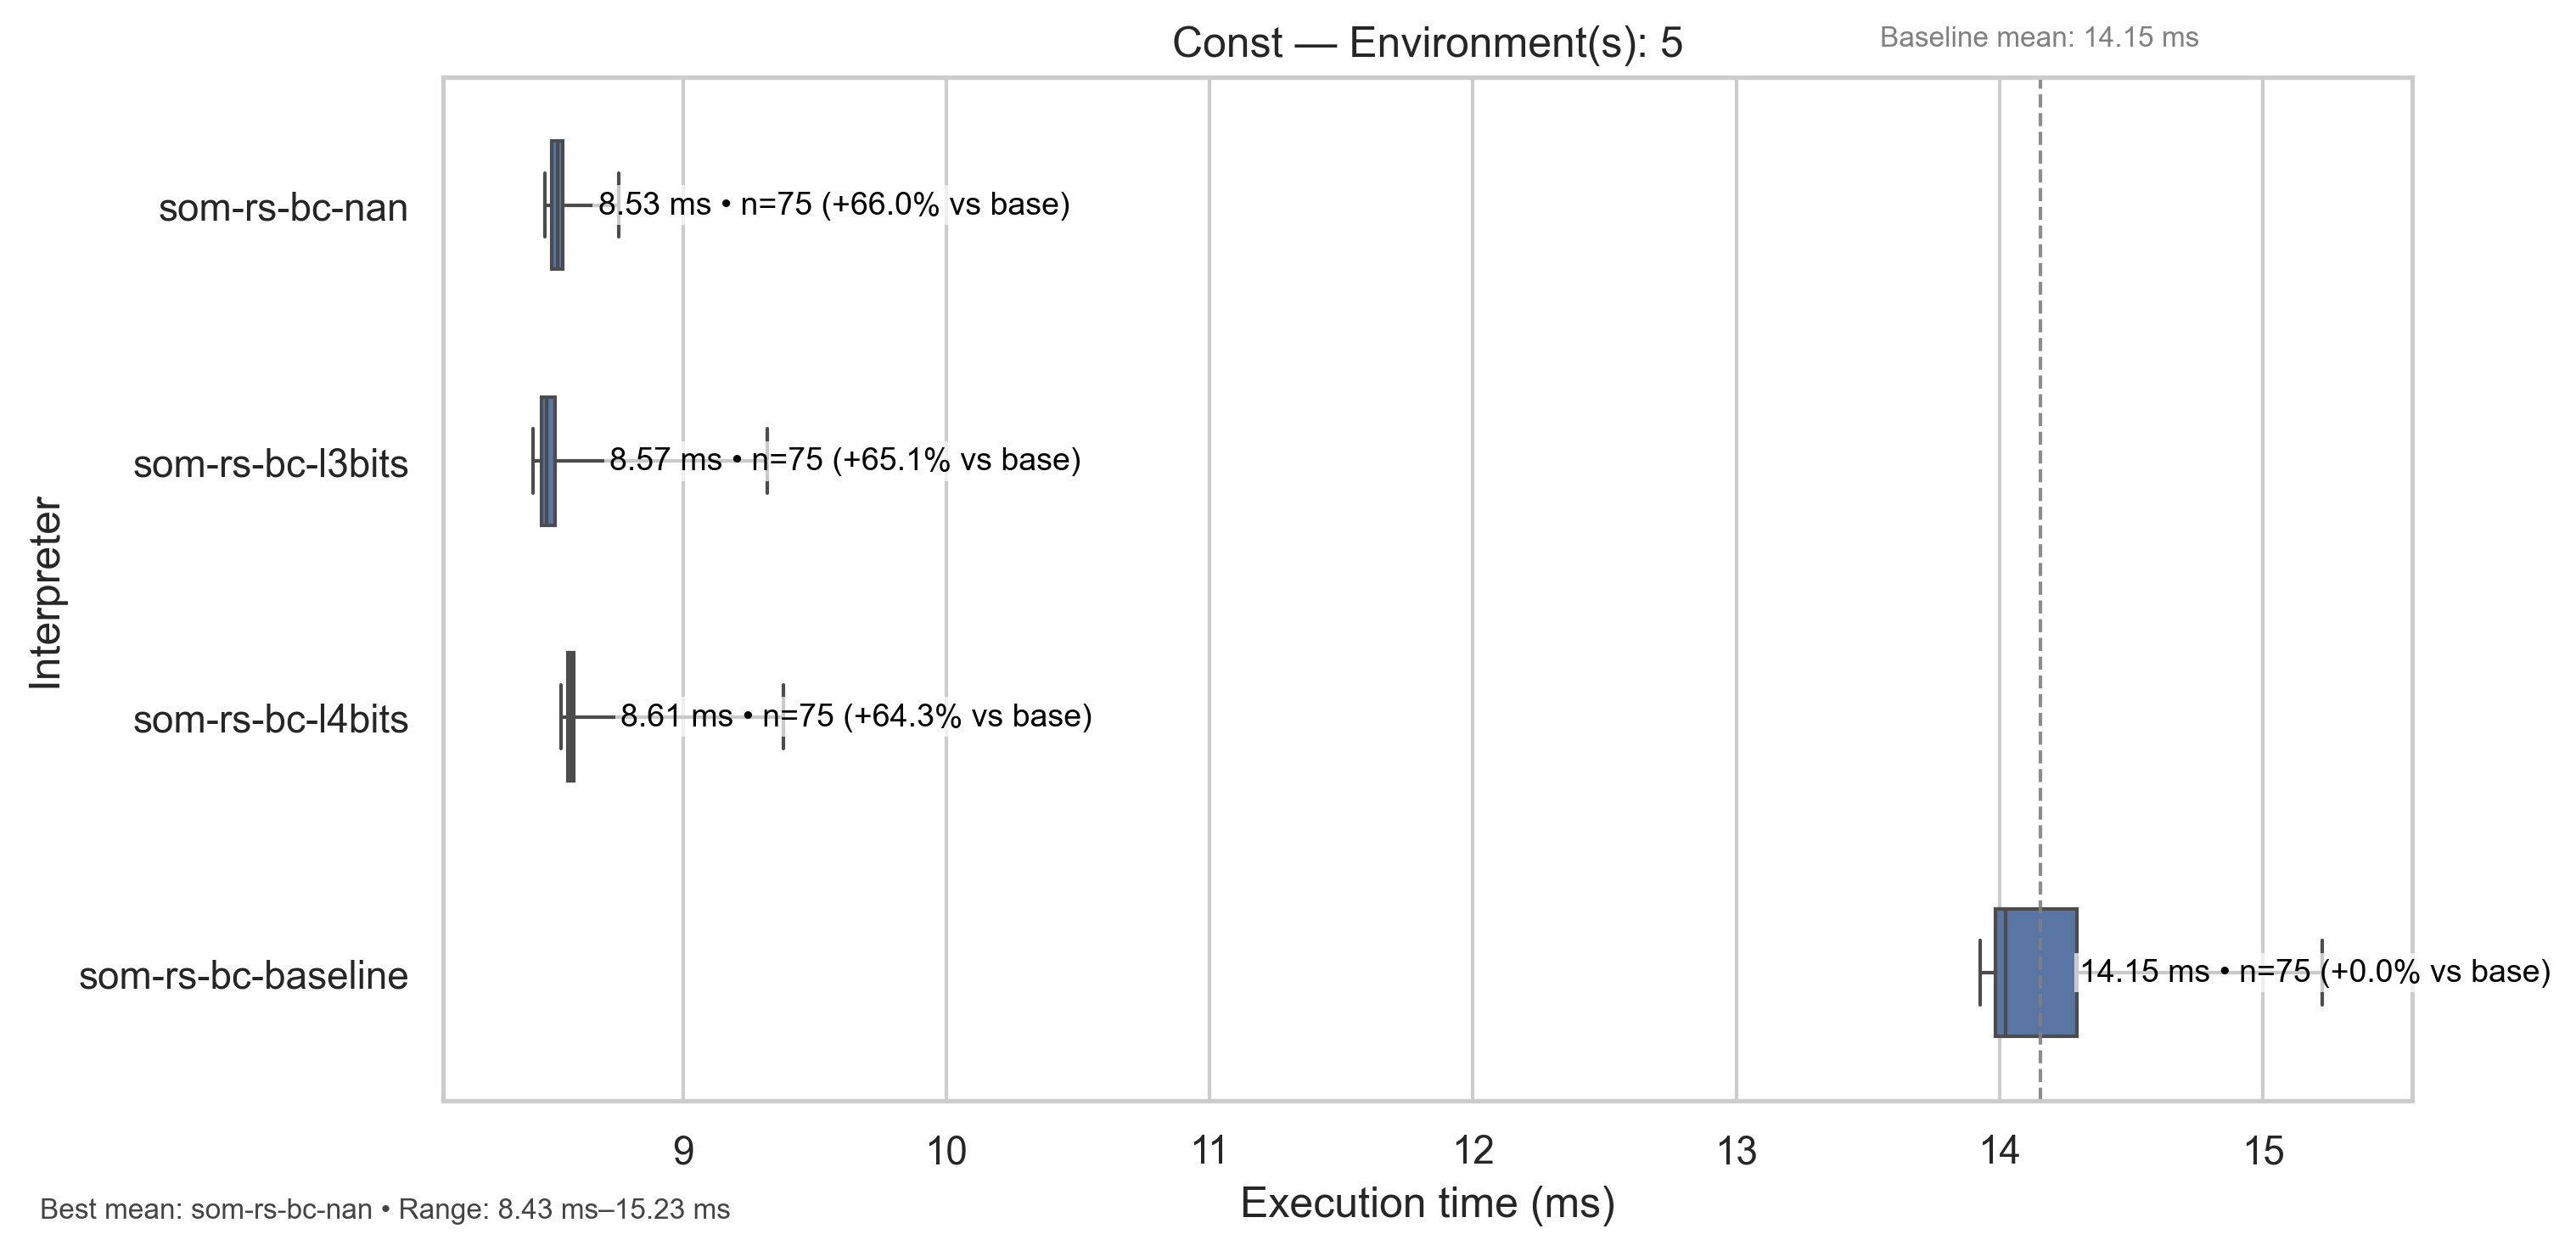 Const — Environment(s): 5
Baseline mean: 14.15 ms
Interpreter
som-rs-bc-nan
8.53 ms • n=75 (+66.0% vs base)
som-rs-bc-l3bits
8.57 ms • n=75 (+65.1% vs base)
som-rs-bc-l4bits
8.61 ms • n=75 (+64.3% vs base)
som-rs-bc-baseline
14.15 ms • n=75 (+0.0% vs base)
9 10 11 12 13 14 15
Execution time (ms)
Best mean: som-rs-bc-nan • Range: 8.43 ms–15.23 ms